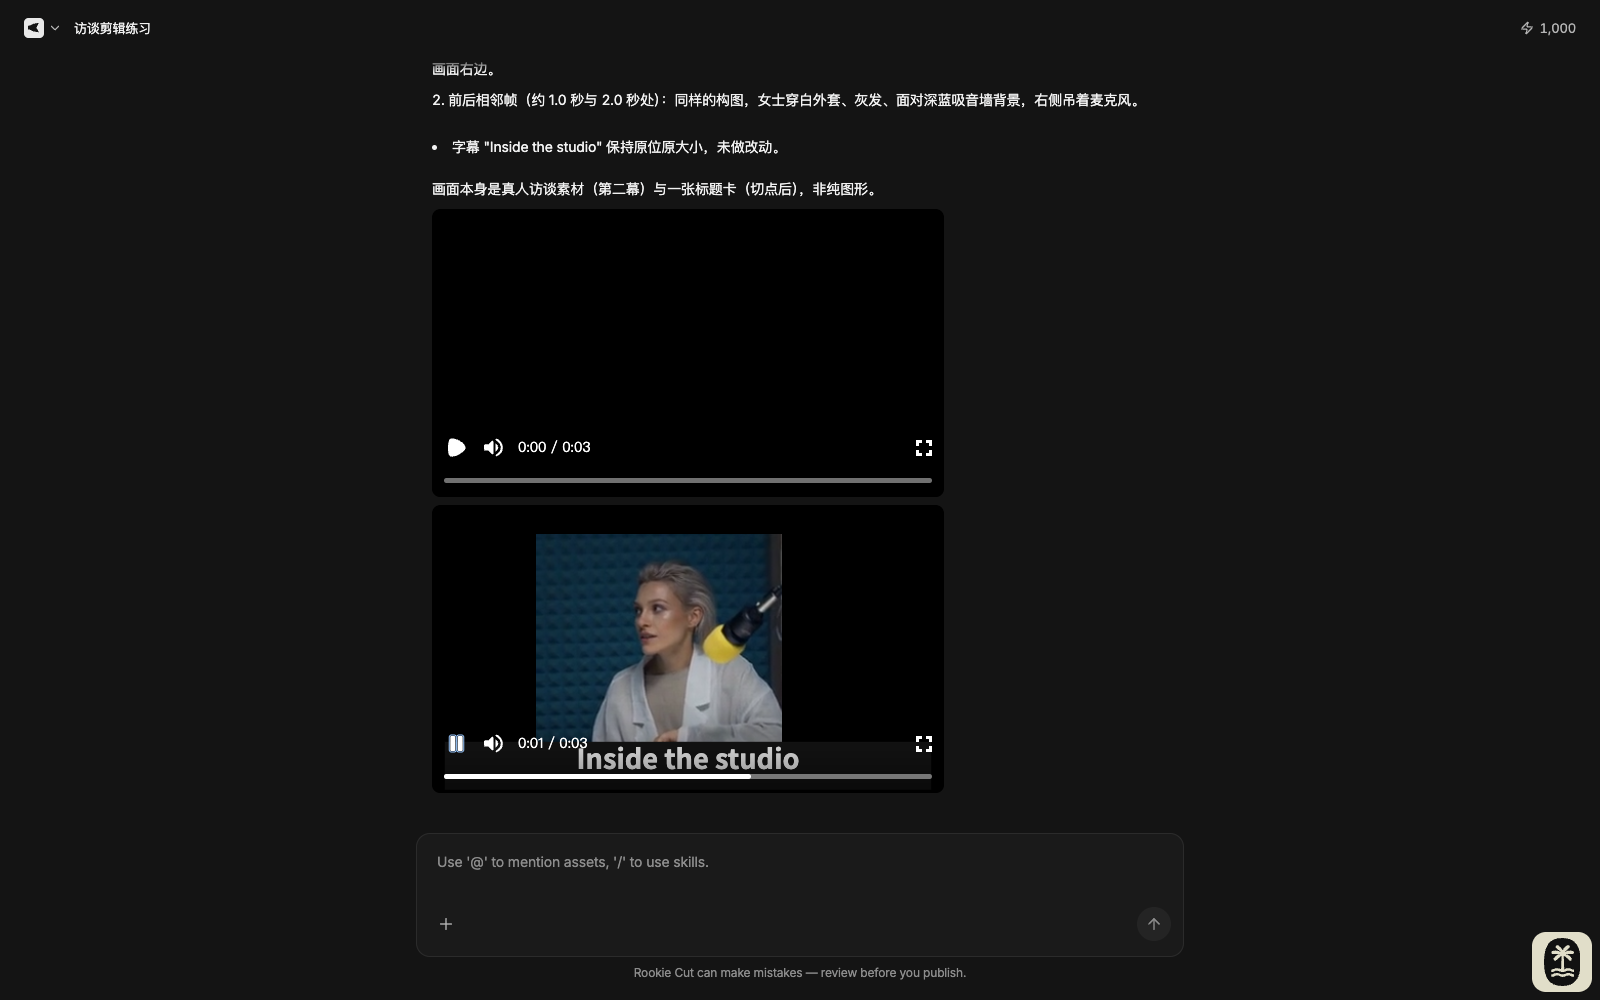 访谈剪辑练习
1,000
画面右边。
2. 前后相邻帧（约 1.0 秒与 2.0 秒处）：同样的构图，女士穿白外套、灰发、面对深蓝吸音墙背景，右侧吊着麦克风。
• 字幕 "Inside the studio" 保持原位原大小，未做改动。
画面本身是真人访谈素材（第二幕）与一张标题卡（切点后），非纯图形。
0:00 / 0:03
0:01 / 0:03
Inside the studio
Use '@' to mention assets, '/' to use skills.
Rookie Cut can make mistakes — review before you publish.